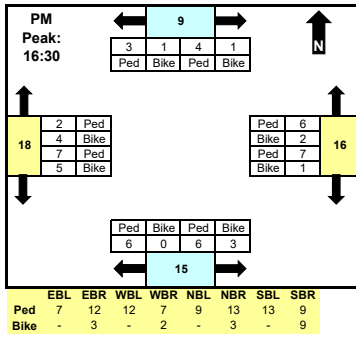 PM
Peak:
16:30
9
N
3 1 4 1
Ped Bike Ped Bike
18
2 Ped
4 Bike
7 Ped
5 Bike
Ped 6
Bike 2
Ped 7
Bike 1
16
Ped Bike Ped Bike
6 0 6 3
15
EBL EBR WBL WBR NBL NBR SBL SBR
Ped 7 12 12 7 9 13 13 9
Bike - 3 - 2 - 3 - 9